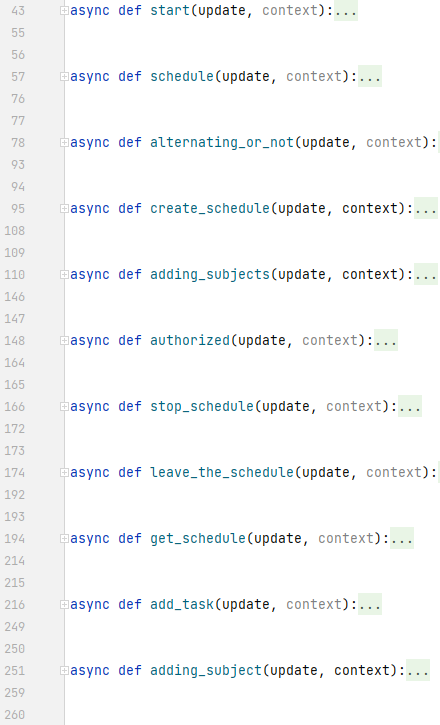 43 async def start(update, context):...
55
56
57 async def schedule(update, context):...
76
77
78 async def alternating_or_not(update, context):
93
94
95 async def create_schedule(update, context):...
108
109
110 async def adding_subjects(update, context):...
146
147
148 async def authorized(update, context):...
164
165
166 async def stop_schedule(update, context):...
172
173
174 async def leave_the_schedule(update, context):
192
193
194 async def get_schedule(update, context):...
214
215
216 async def add_task(update, context):...
249
250
251 async def adding_subject(update, context):...
259
260